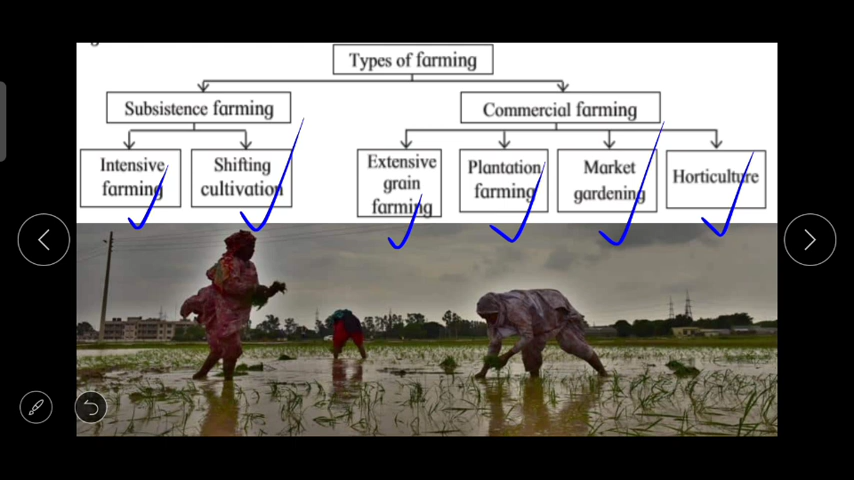 Types of farming
Subsistence farming
Commercial farming
Intensive
farming
Shifting
cultivation
Extensive
grain
farming
Plantation
farming
Market
gardening
Horticulture